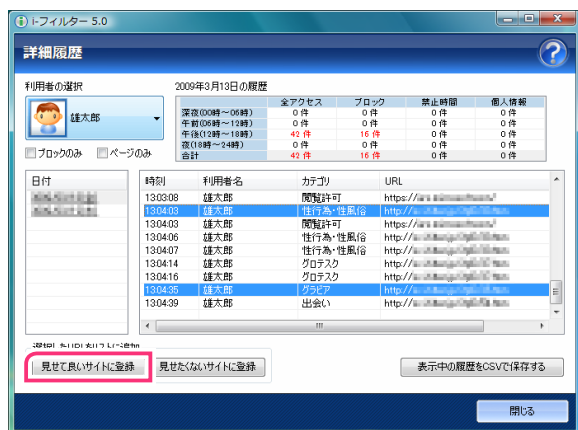 i-フィルター 5.0
詳細履歴
?
利用者の選択
2009年3月13日の履歴
雄太郎
全アクセス ブロック 禁止時間 個人情報
深夜(00時～06時) 0 件 0 件 0 件 0 件
午前(06時～12時) 0 件 0 件 0 件 0 件
午後(12時～18時) 42 件 16 件 0 件 0 件
夜(18時～24時) 0 件 0 件 0 件 0 件
合計 42 件 16 件 0 件 0 件
ブロックのみ ページのみ
日付
時刻 利用者名 カテゴリ URL
13:03:08 雄太郎 閲覧許可 https://
13:04:03 雄太郎 性行為・性風俗 http://
13:04:03 雄太郎 閲覧許可 https://
13:04:06 雄太郎 性行為・性風俗 http://
13:04:07 雄太郎 性行為・性風俗 http://
13:04:14 雄太郎 グロテスク http://
13:04:16 雄太郎 グロテスク http://
13:04:35 雄太郎 グラビア http://
13:04:39 雄太郎 出会い http://
選択したURLをリストに追加
見せて良いサイトに登録 見せたくないサイトに登録 表示中の履歴をCSVで保存する
閉じる